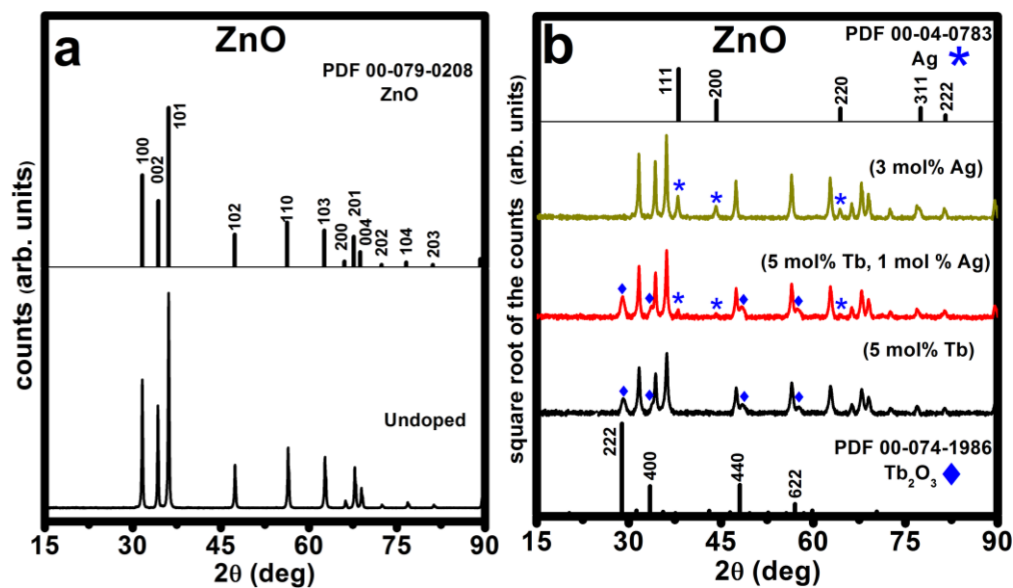 a
ZnO
PDF 00-079-0208
ZnO
100
002
101
102
110
103
200
201
004
202
104
203
Undoped
counts (arb. units)
15 30 45 60 75 90
2θ (deg)
b
ZnO
PDF 00-04-0783
Ag *
111
200
220
311
222
(3 mol% Ag)
(5 mol% Tb, 1 mol % Ag)
(5 mol% Tb)
222
400
440
622
PDF 00-074-1986
Tb₂O₃ ♦
square root of the counts (arb. units)
15 30 45 60 75 90
2θ (deg)